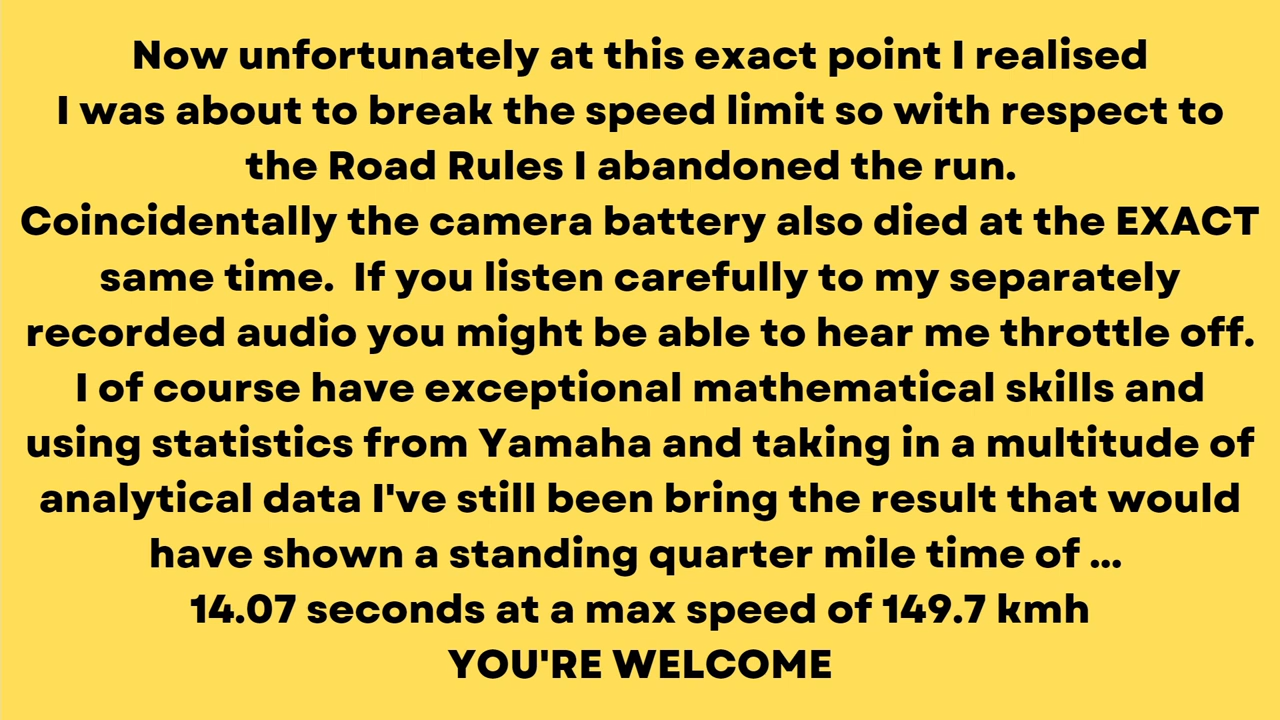 Now unfortunately at this exact point I realised
I was about to break the speed limit so with respect to
the Road Rules I abandoned the run.
Coincidentally the camera battery also died at the EXACT
same time.  If you listen carefully to my separately
recorded audio you might be able to hear me throttle off.
I of course have exceptional mathematical skills and
using statistics from Yamaha and taking in a multitude of
analytical data I've still been bring the result that would
have shown a standing quarter mile time of ...
14.07 seconds at a max speed of 149.7 kmh
YOU'RE WELCOME